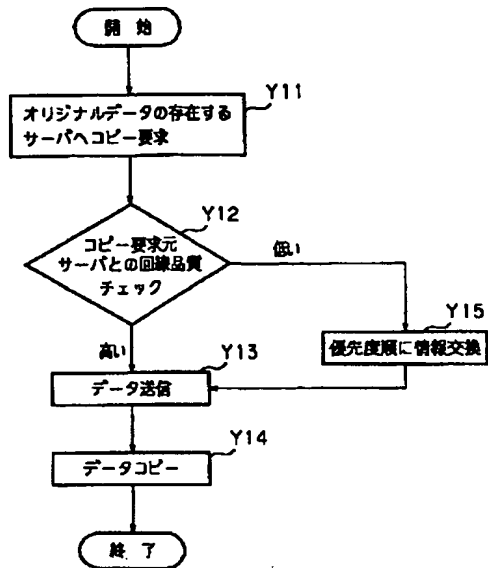 開 始
Y11
オリジナルデータの存在する
サーバへコピー要求
Y12
コピー要求元
サーバとの回線品質
チェック
低い
高い
Y15
優先度順に情報交換
Y13
データ送信
Y14
データコピー
終 了